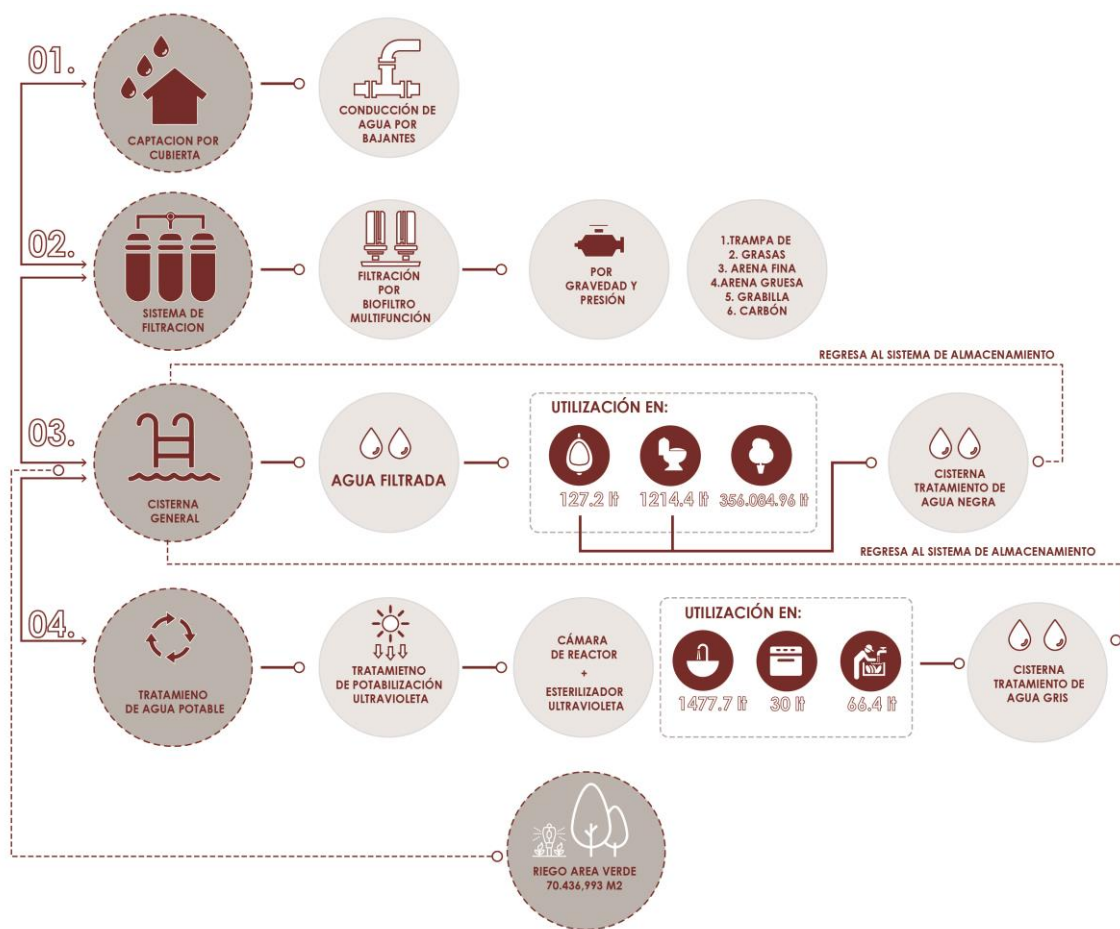 01.
CAPTACION POR
CUBIERTA
CONDUCCIÓN DE
AGUA POR
BAJANTES
02.
SISTEMA DE
FILTRACION
FILTRACIÓN
POR
BIOFILTRO
MULTIFUNCIÓN
POR
GRAVEDAD Y
PRESIÓN
1.TRAMPA DE
2. GRASAS
3. ARENA FINA
4.ARENA GRUESA
5. GRABILLA
6. CARBÓN
REGRESA AL SISTEMA DE ALMACENAMIENTO
03.
CISTERNA
GENERAL
AGUA FILTRADA
UTILIZACIÓN EN:
127.2 lt
1214.4 lt
356.084.96 lt
CISTERNA
TRATAMIENTO DE
AGUA NEGRA
REGRESA AL SISTEMA DE ALMACENAMIENTO
04.
TRATAMIENO
DE AGUA POTABLE
TRATAMIETNO
DE POTABILIZACIÓN
ULTRAVIOLETA
CÁMARA
DE REACTOR
+
ESTERILIZADOR
ULTRAVIOLETA
UTILIZACIÓN EN:
1477.7 lt
30 lt
66.4 lt
CISTERNA
TRATAMIENTO DE
AGUA GRIS
RIEGO AREA VERDE
70.436,993 M2